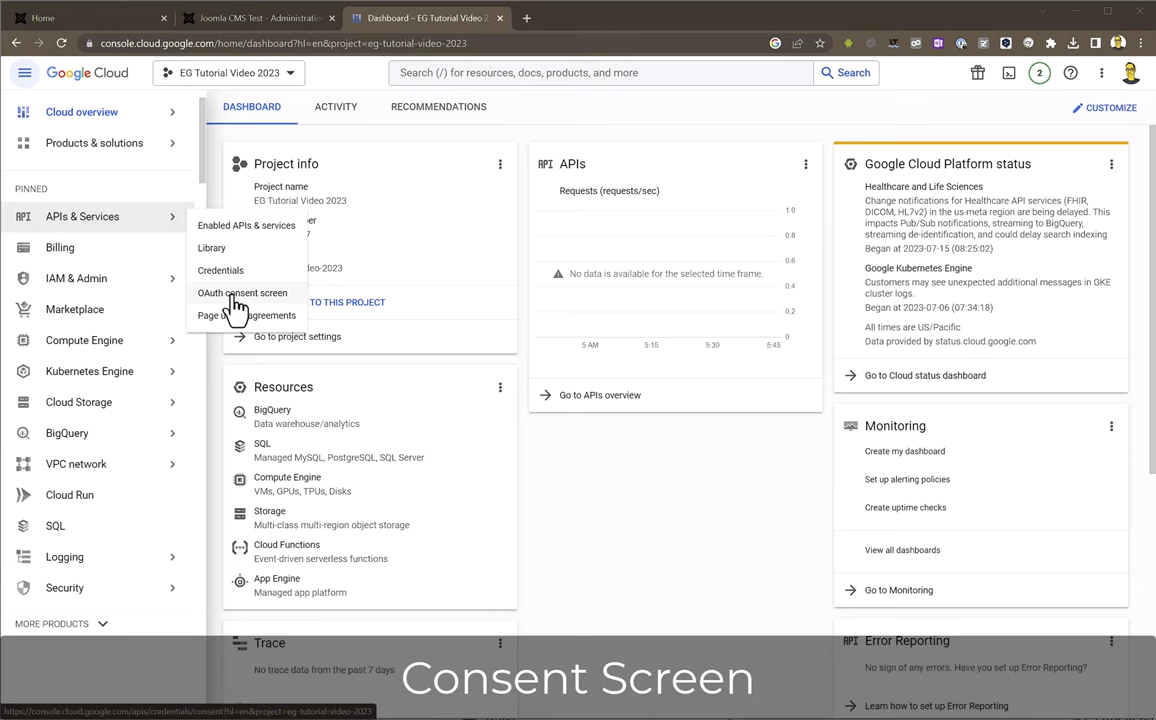 Home
Joomla CMS Test - Administratio
Dashboard – EG Tutorial Video 2
console.cloud.google.com/home/dashboard?hl=en&project=eg-tutorial-video-2023
Google Cloud
EG Tutorial Video 2023
Search (/) for resources, docs, products, and more
Search
2
Cloud overview
Products & solutions
PINNED
APIs & Services
Billing
IAM & Admin
Marketplace
Compute Engine
Kubernetes Engine
Cloud Storage
BigQuery
VPC network
Cloud Run
SQL
Logging
Security
MORE PRODUCTS
Enabled APIs & services
Library
Credentials
OAuth consent screen
Page agreements
DASHBOARD
ACTIVITY
RECOMMENDATIONS
CUSTOMIZE
Project info
Project name
EG Tutorial Video 2023
TO THIS PROJECT
Go to project settings
Resources
BigQuery
Data warehouse/analytics
SQL
Managed MySQL, PostgreSQL, SQL Server
Compute Engine
VMs, GPUs, TPUs, Disks
Storage
Multi-class multi-region object storage
Cloud Functions
Event-driven serverless functions
App Engine
Managed app platform
Trace
No trace data from the past 7 days
API APIs
Requests (requests/sec)
1.0
0.8
0.6
0.4
0.2
0
No data is available for the selected time frame.
5 AM
5:15
5:30
5:45
Go to APIs overview
Google Cloud Platform status
Healthcare and Life Sciences
Change notifications for Healthcare API services (FHIR,
DICOM, HL7v2) in the us-meta region are being delayed. This
impacts Pub/Sub notifications, streaming to BigQuery,
streaming de-identification, and could delay search indexing
Began at 2023-07-15 (08:25:02)
Google Kubernetes Engine
Customers may see unexpected additional messages in GKE
cluster logs.
Began at 2023-07-06 (07:34:18)
All times are US/Pacific
Data provided by status.cloud.google.com
Go to Cloud status dashboard
Monitoring
Create my dashboard
Set up alerting policies
Create uptime checks
View all dashboards
Go to Monitoring
API Error Reporting
No sign of any errors. Have you set up Error Reporting?
Learn how to set up Error Reporting
Consent Screen
https://console.cloud.google.com/apis/credentials/consent?hl=en&project=eg-tutorial-video-2023